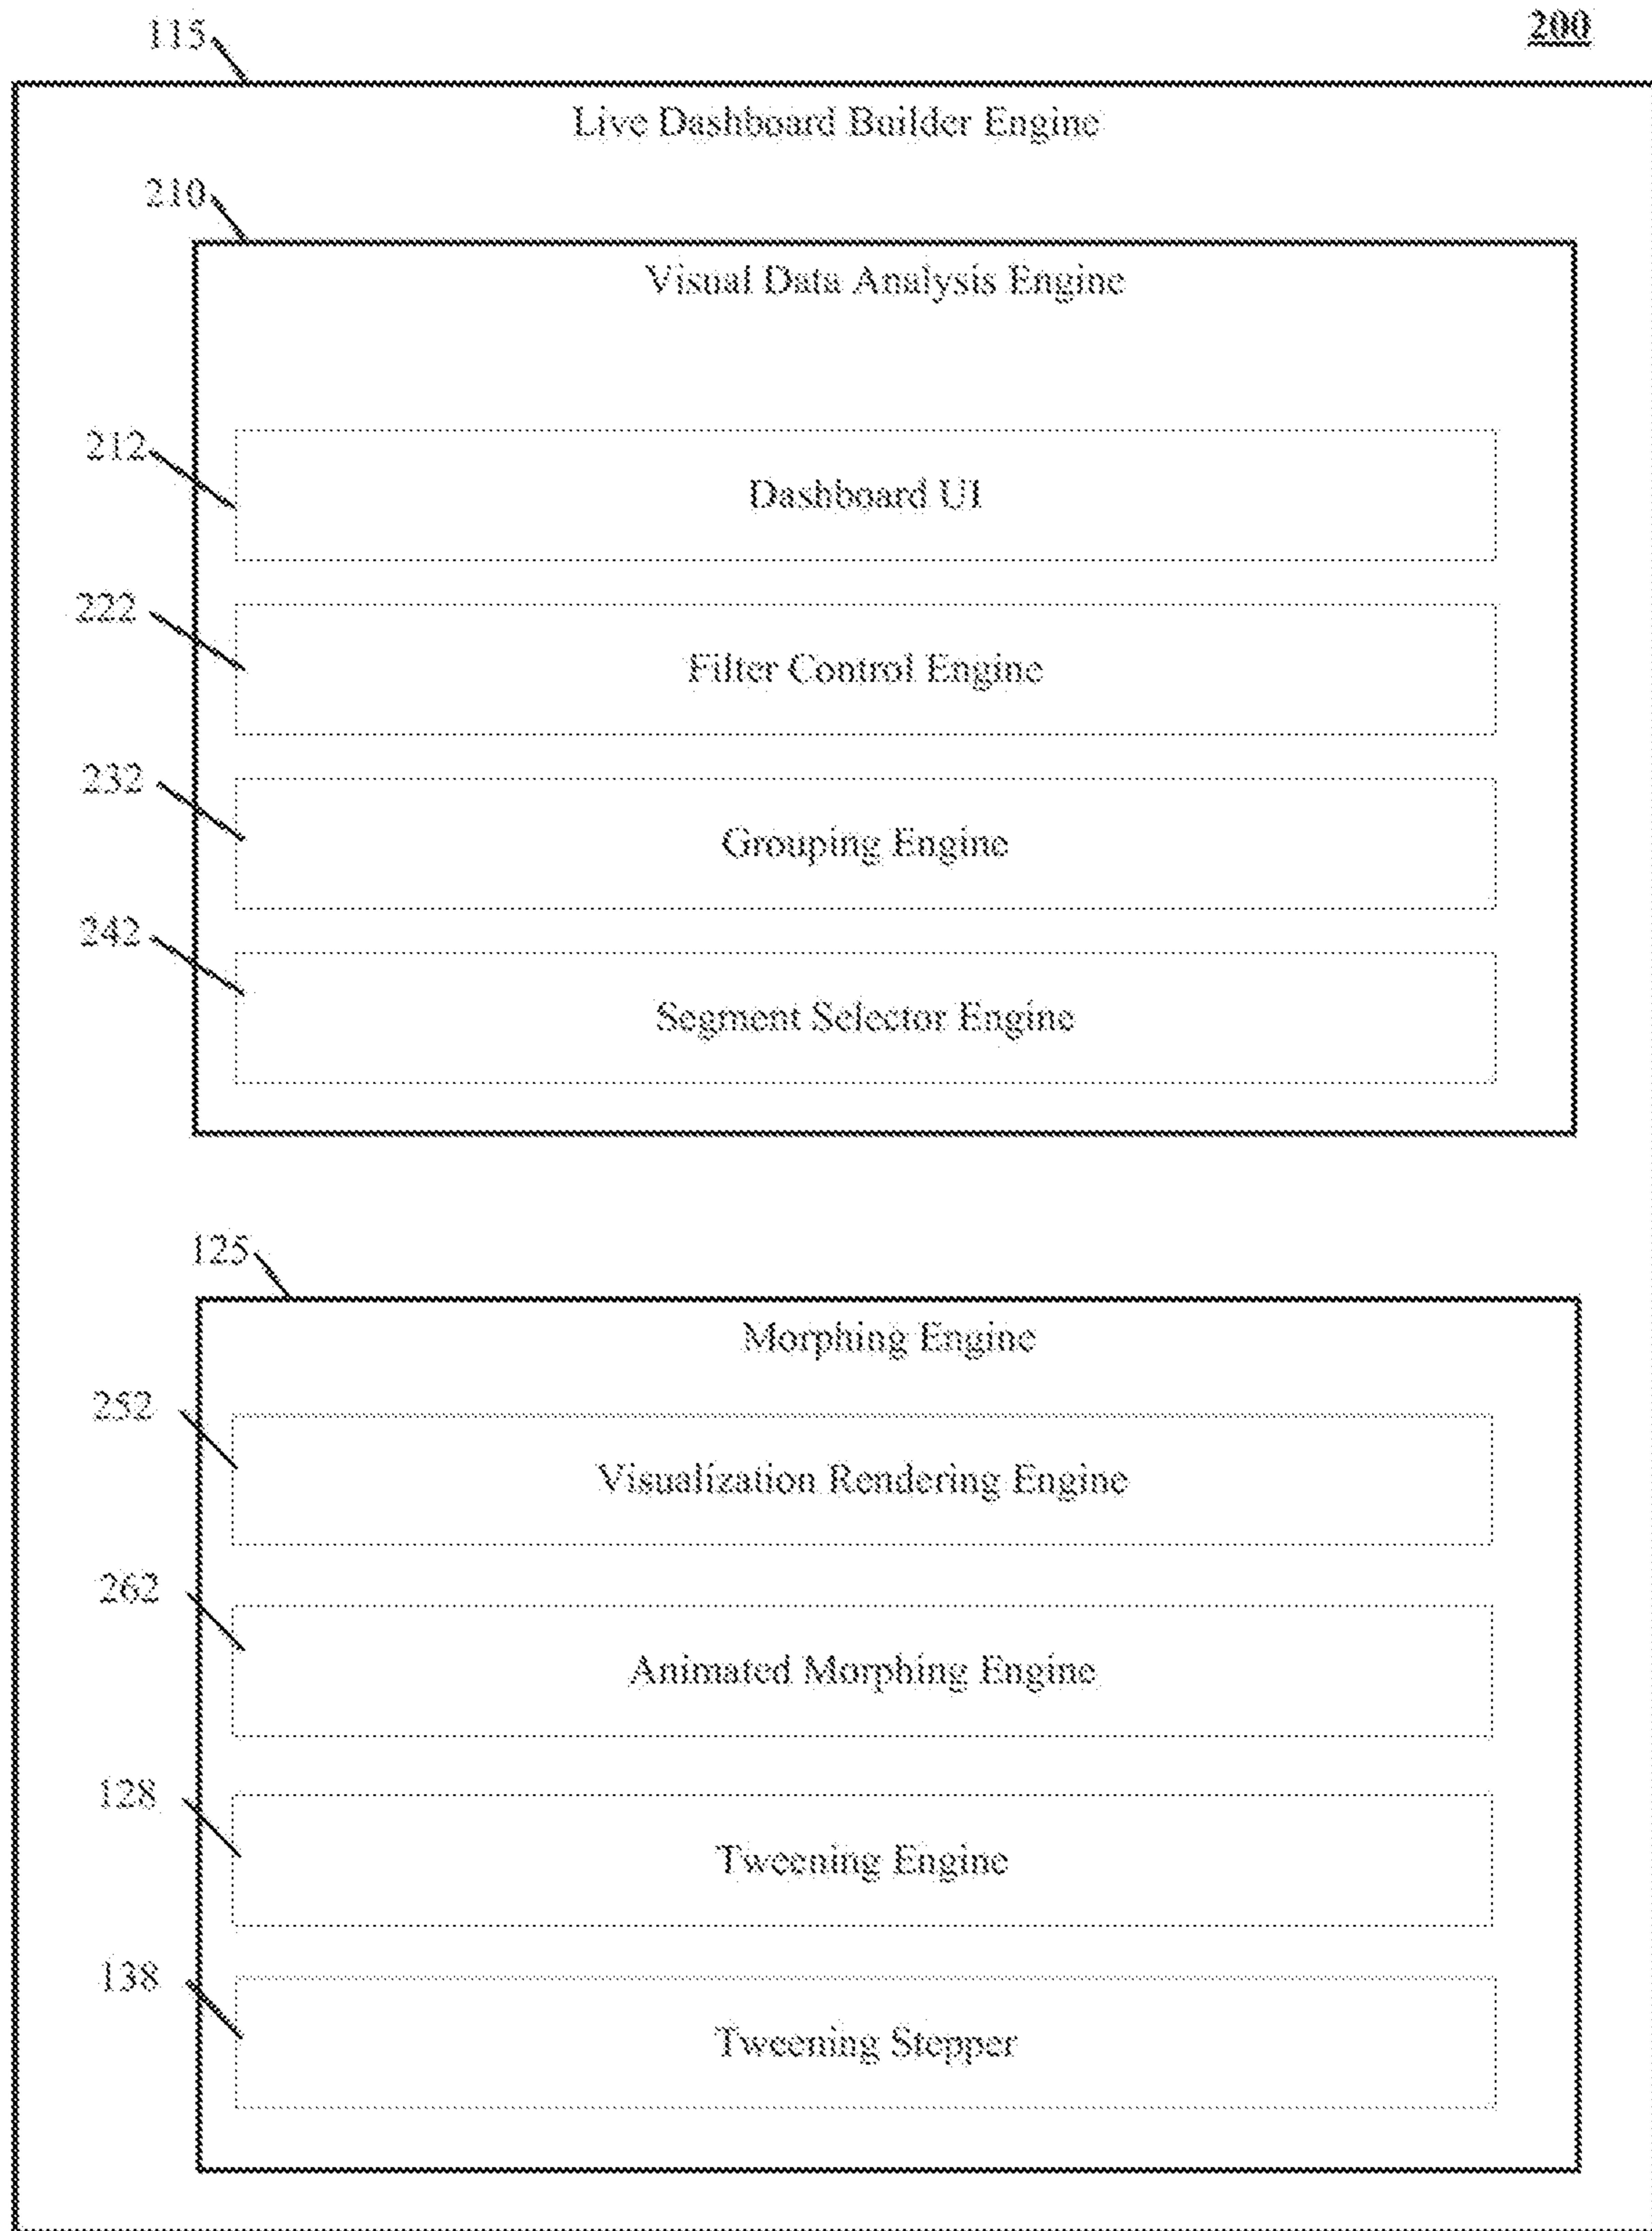 200
115
Live Dashboard Builder Engine
210
Visual Data Analysis Engine
212
Dashboard UI
222
Filter Control Engine
232
Grouping Engine
242
Segment Selector Engine
125
Morphing Engine
252
Visualization Rendering Engine
262
Animated Morphing Engine
128
Tweening Engine
138
Tweening Stepper